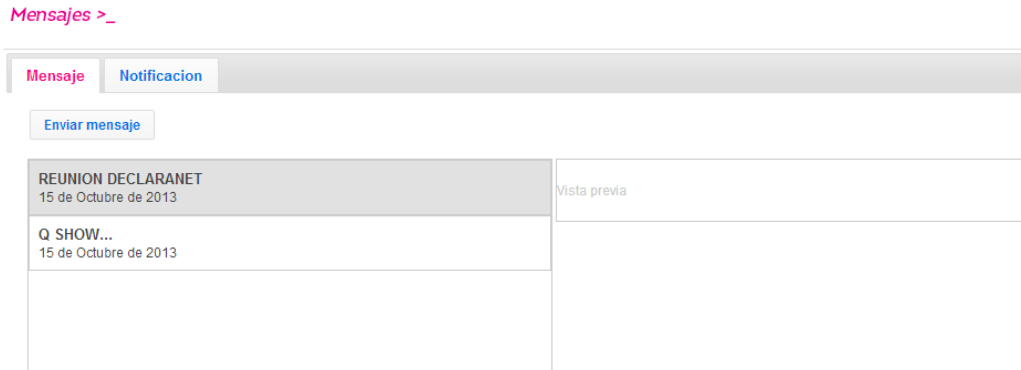 Mensajes >_
Mensaje Notificacion
Enviar mensaje
REUNION DECLARANET
15 de Octubre de 2013
Vista previa
Q SHOW...
15 de Octubre de 2013